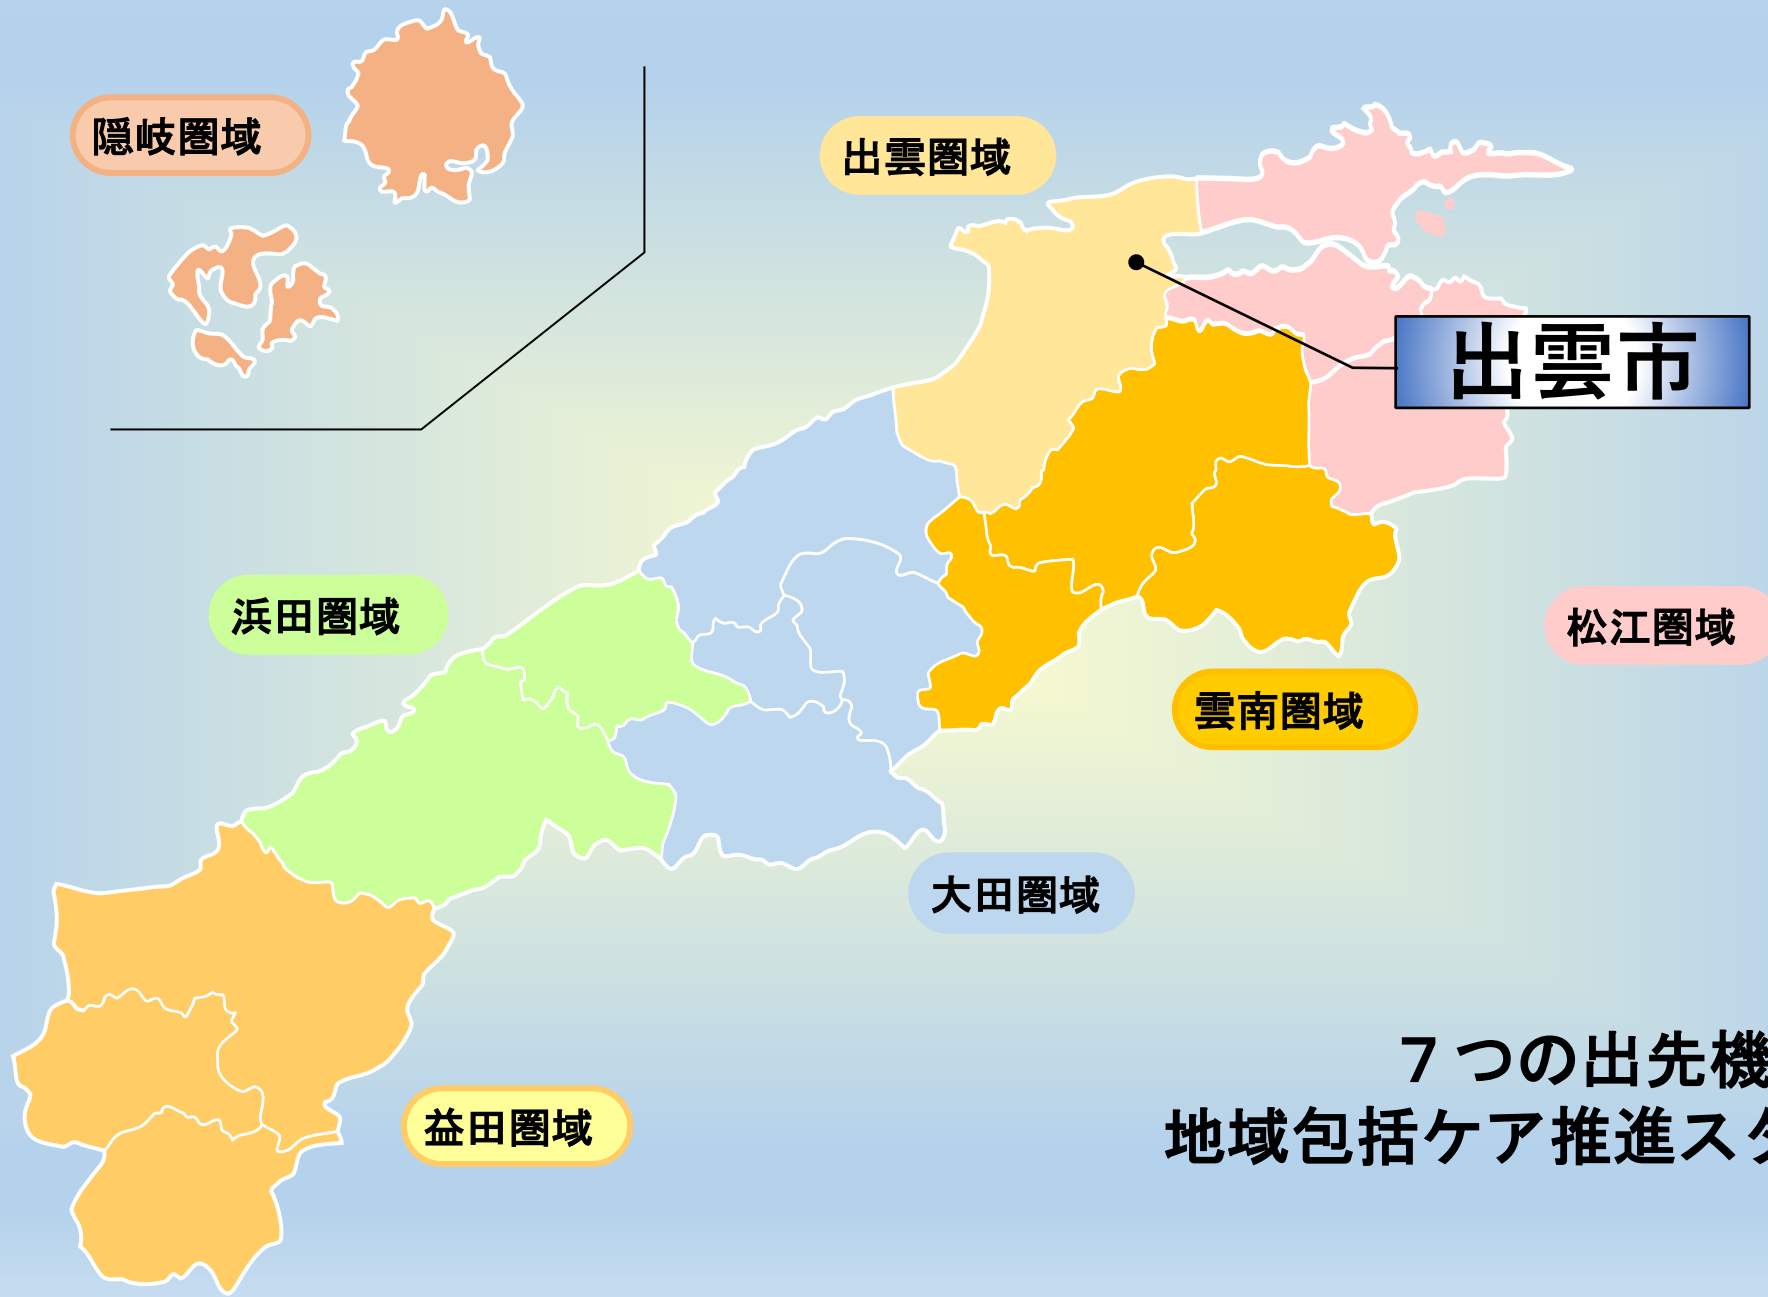 隠岐圏域
出雲圏域
出雲市
浜田圏域
松江圏域
雲南圏域
大田圏域
７つの出先機
益田圏域
地域包括ケア推進スタ